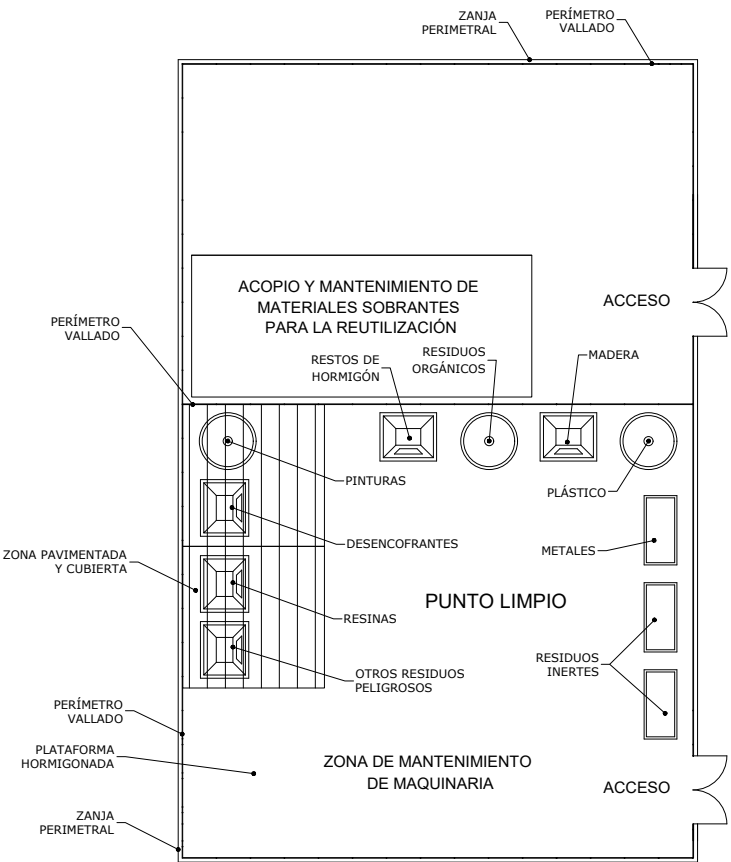 ZANJA
PERIMETRAL
PERÍMETRO
VALLADO
ACOPIO Y MANTENIMIENTO DE
MATERIALES SOBRANTES
PARA LA REUTILIZACIÓN
ACCESO
PERÍMETRO
VALLADO
RESTOS DE
HORMIGÓN
RESIDUOS
ORGÁNICOS
MADERA
PINTURAS
PLÁSTICO
DESENCOFRANTES
METALES
ZONA PAVIMENTADA
Y CUBIERTA
PUNTO LIMPIO
RESINAS
RESIDUOS
INERTES
OTROS RESIDUOS
PELIGROSOS
PERÍMETRO
VALLADO
PLATAFORMA
HORMIGONADA
ZONA DE MANTENIMIENTO
DE MAQUINARIA
ACCESO
ZANJA
PERIMETRAL